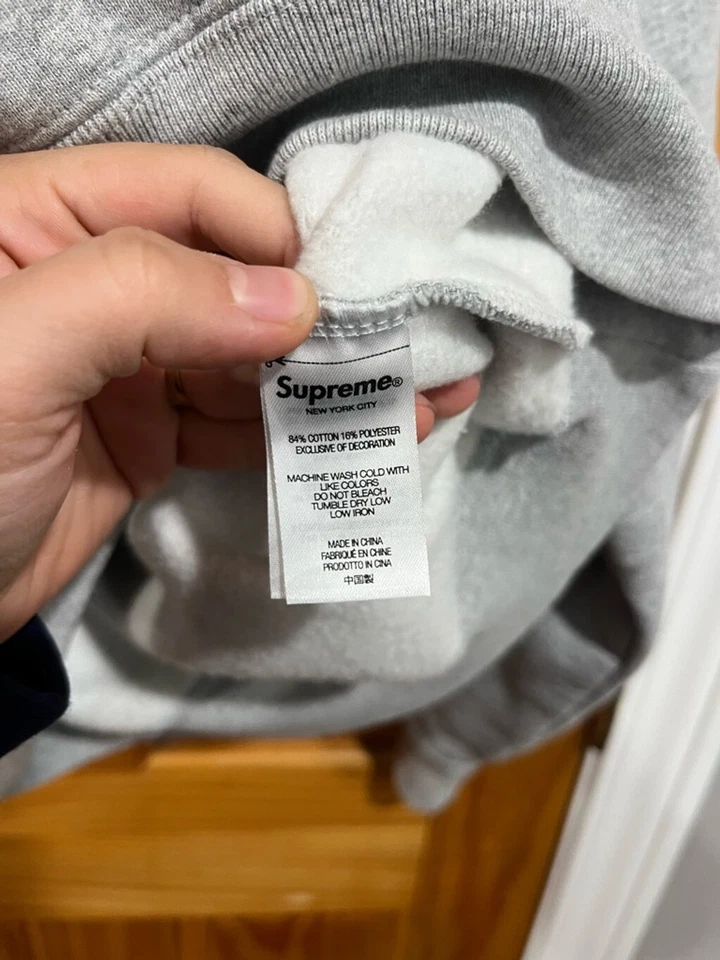 Supreme®
NEW YORK CITY
84% COTTON 16% POLYESTER
EXCLUSIVE OF DECORATION
MACHINE WASH COLD WITH
LIKE COLORS
DO NOT BLEACH
TUMBLE DRY LOW
LOW IRON
MADE IN CHINA
FABRIQUÉ EN CHINE
PRODOTTO IN CINA
中国製